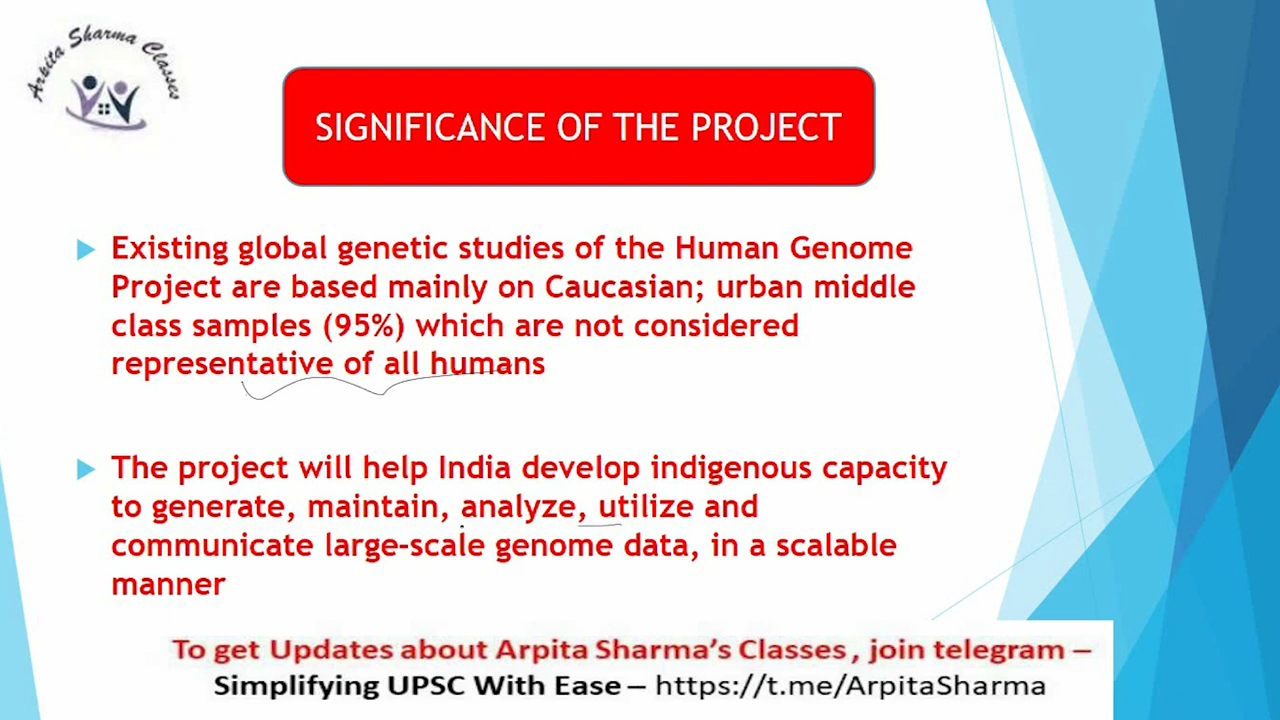 Arpita Sharma Classes
SIGNIFICANCE OF THE PROJECT
Existing global genetic studies of the Human Genome
Project are based mainly on Caucasian; urban middle
class samples (95%) which are not considered
representative of all humans
The project will help India develop indigenous capacity
to generate, maintain, analyze, utilize and
communicate large-scale genome data, in a scalable
manner
To get Updates about Arpita Sharma's Classes , join telegram –
Simplifying UPSC With Ease – https://t.me/ArpitaSharma